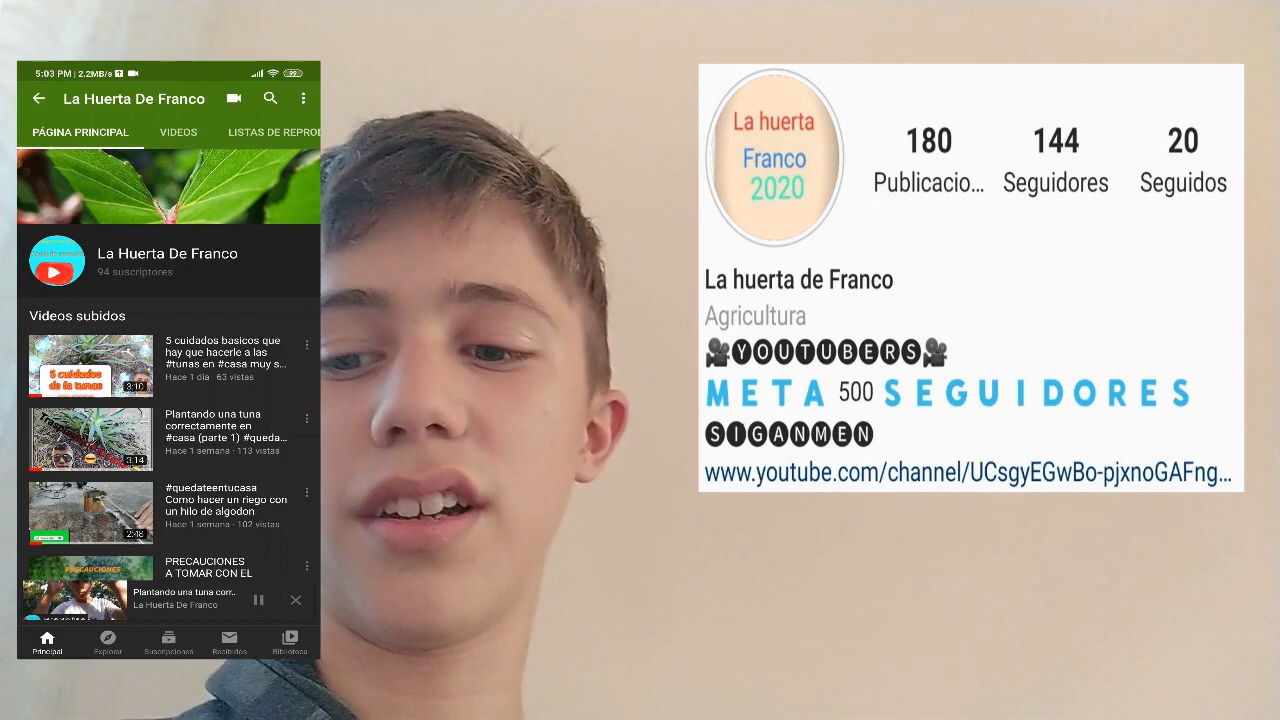 5:03 PM | 2.2MB/s
99
La Huerta De Franco
PÁGINA PRINCIPAL
VIDEOS
LISTAS DE REPROD
La Huerta De Franco
94 suscriptores
Videos subidos
5 cuidados basicos que
hay que hacerle a las
#tunas en #casa muy s...
Hace 1 día · 63 vistas
5 cuidados
de la tunas
3:10
Plantando una tuna
correctamente en
#casa (parte 1) #queda...
Hace 1 semana · 113 vistas
3:14
#quedateentucasa
Como hacer un riego con
un hilo de algodon
Hace 1 semana · 102 vistas
2:48
PRECAUCIONES
PRECAUCIONES
A TOMAR CON EL
Plantando una tuna corr..
La Huerta De Franco
Principal
Explorar
Suscripciones
Recibidos
Biblioteca
La huerta
Franco
2020
180
Publicacio...
144
Seguidores
20
Seguidos
La huerta de Franco
Agricultura
🎥🅨🅞🅤🅣🅤🅑🅔🅡🅢🎥
META 500 SEGUIDORES
🅢🅘🅖🅐🅝🅜🅔🅝
www.youtube.com/channel/UCsgyEGwBo-pjxnoGAFng...